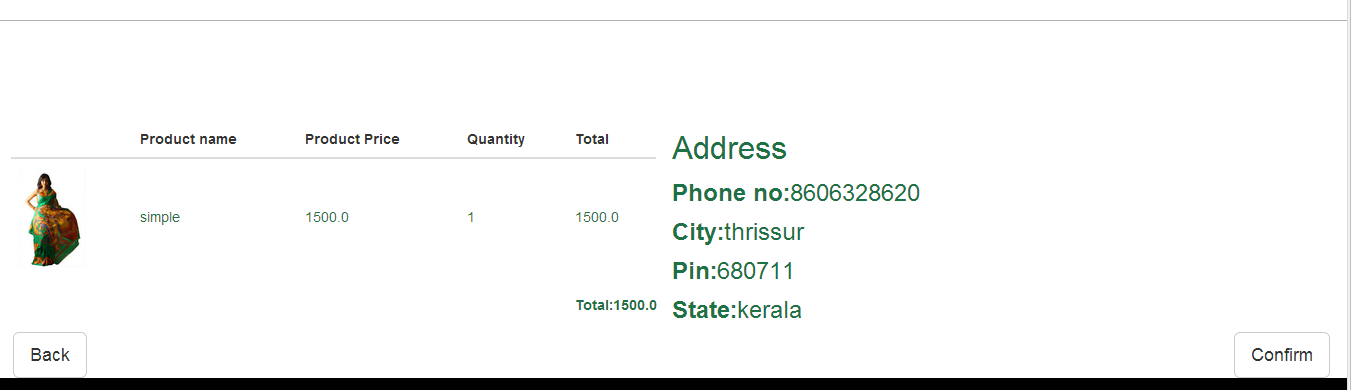 Product name Product Price Quantity Total
simple 1500.0 1 1500.0
Total:1500.0
Address
Phone no:8606328620
City:thrissur
Pin:680711
State:kerala
Back Confirm